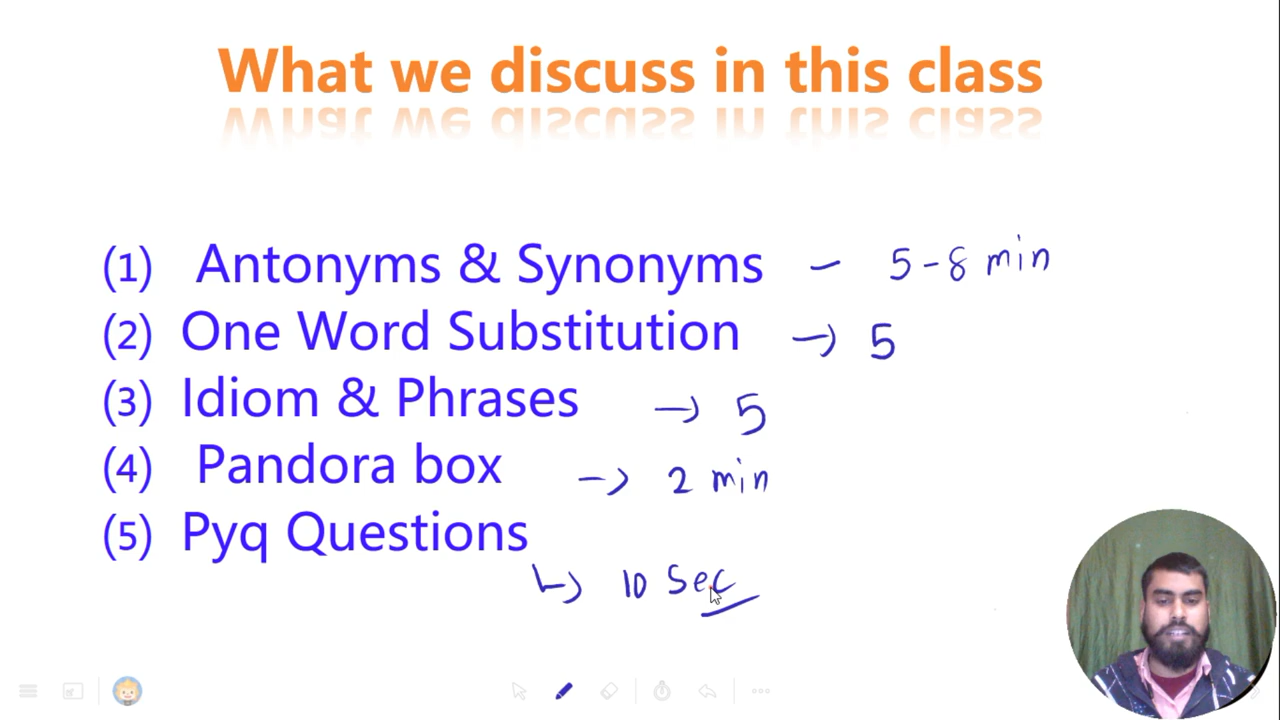 What we discuss in this class
(1) Antonyms & Synonyms - 5-8 min
(2) One Word Substitution → 5
(3) Idiom & Phrases → 5
(4) Pandora box → 2 min
(5) Pyq Questions
↳ 10 Sec